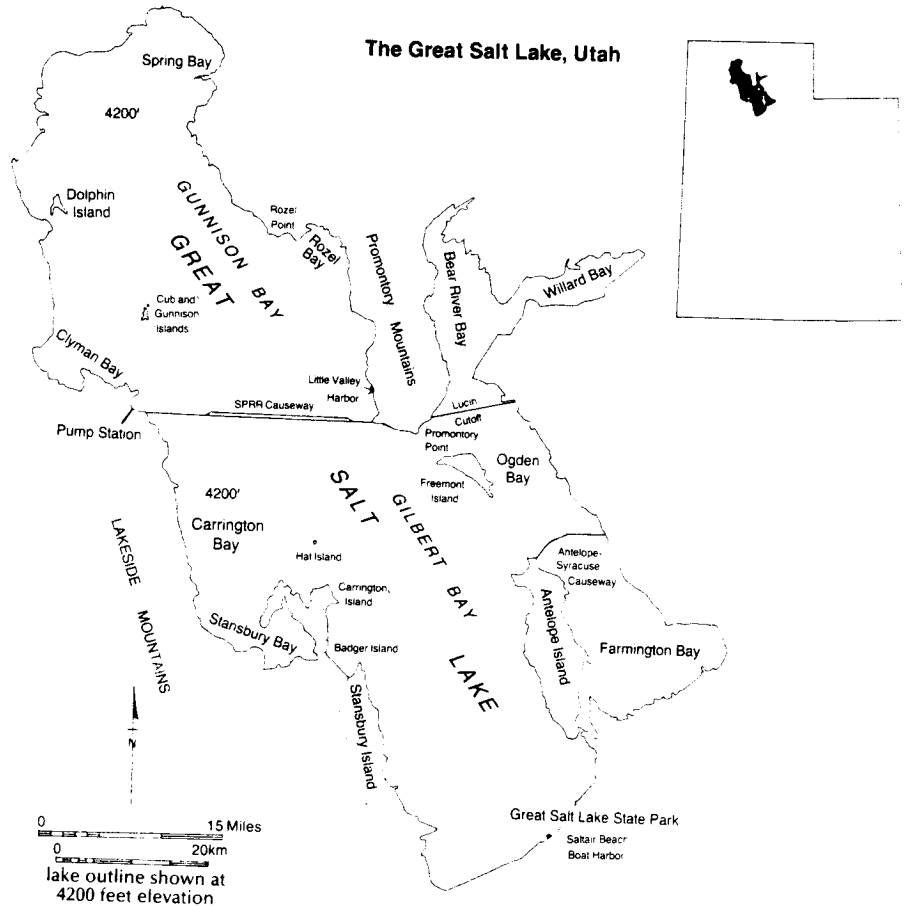 The Great Salt Lake, Utah
Spring Bay
4200'
Dolphin
Island
GUNNISON BAY
GREAT
Rozel
Point
Rozel
Bay
Promontory
Mountains
Bear River Bay
Willard Bay
Cub and
Gunnison
Islands
Clyman Bay
Little Valley
Harbor
SPRR Causeway
Lucin
Cutoff
Pump Station
Promontory
Point
Ogden
Bay
Freemont
Island
4200'
SALT
GILBERT BAY
Carrington
Bay
Hat Island
LAKESIDE MOUNTAINS
Antelope-
Syracuse
Causeway
Carrington
Island
Stansbury Bay
Badger Island
Antelope Island
Farmington Bay
LAKE
Stansbury Island
N
Great Salt Lake State Park
Saltair Beach
Boat Harbor
0 15 Miles
0 20km
lake outline shown at
4200 feet elevation